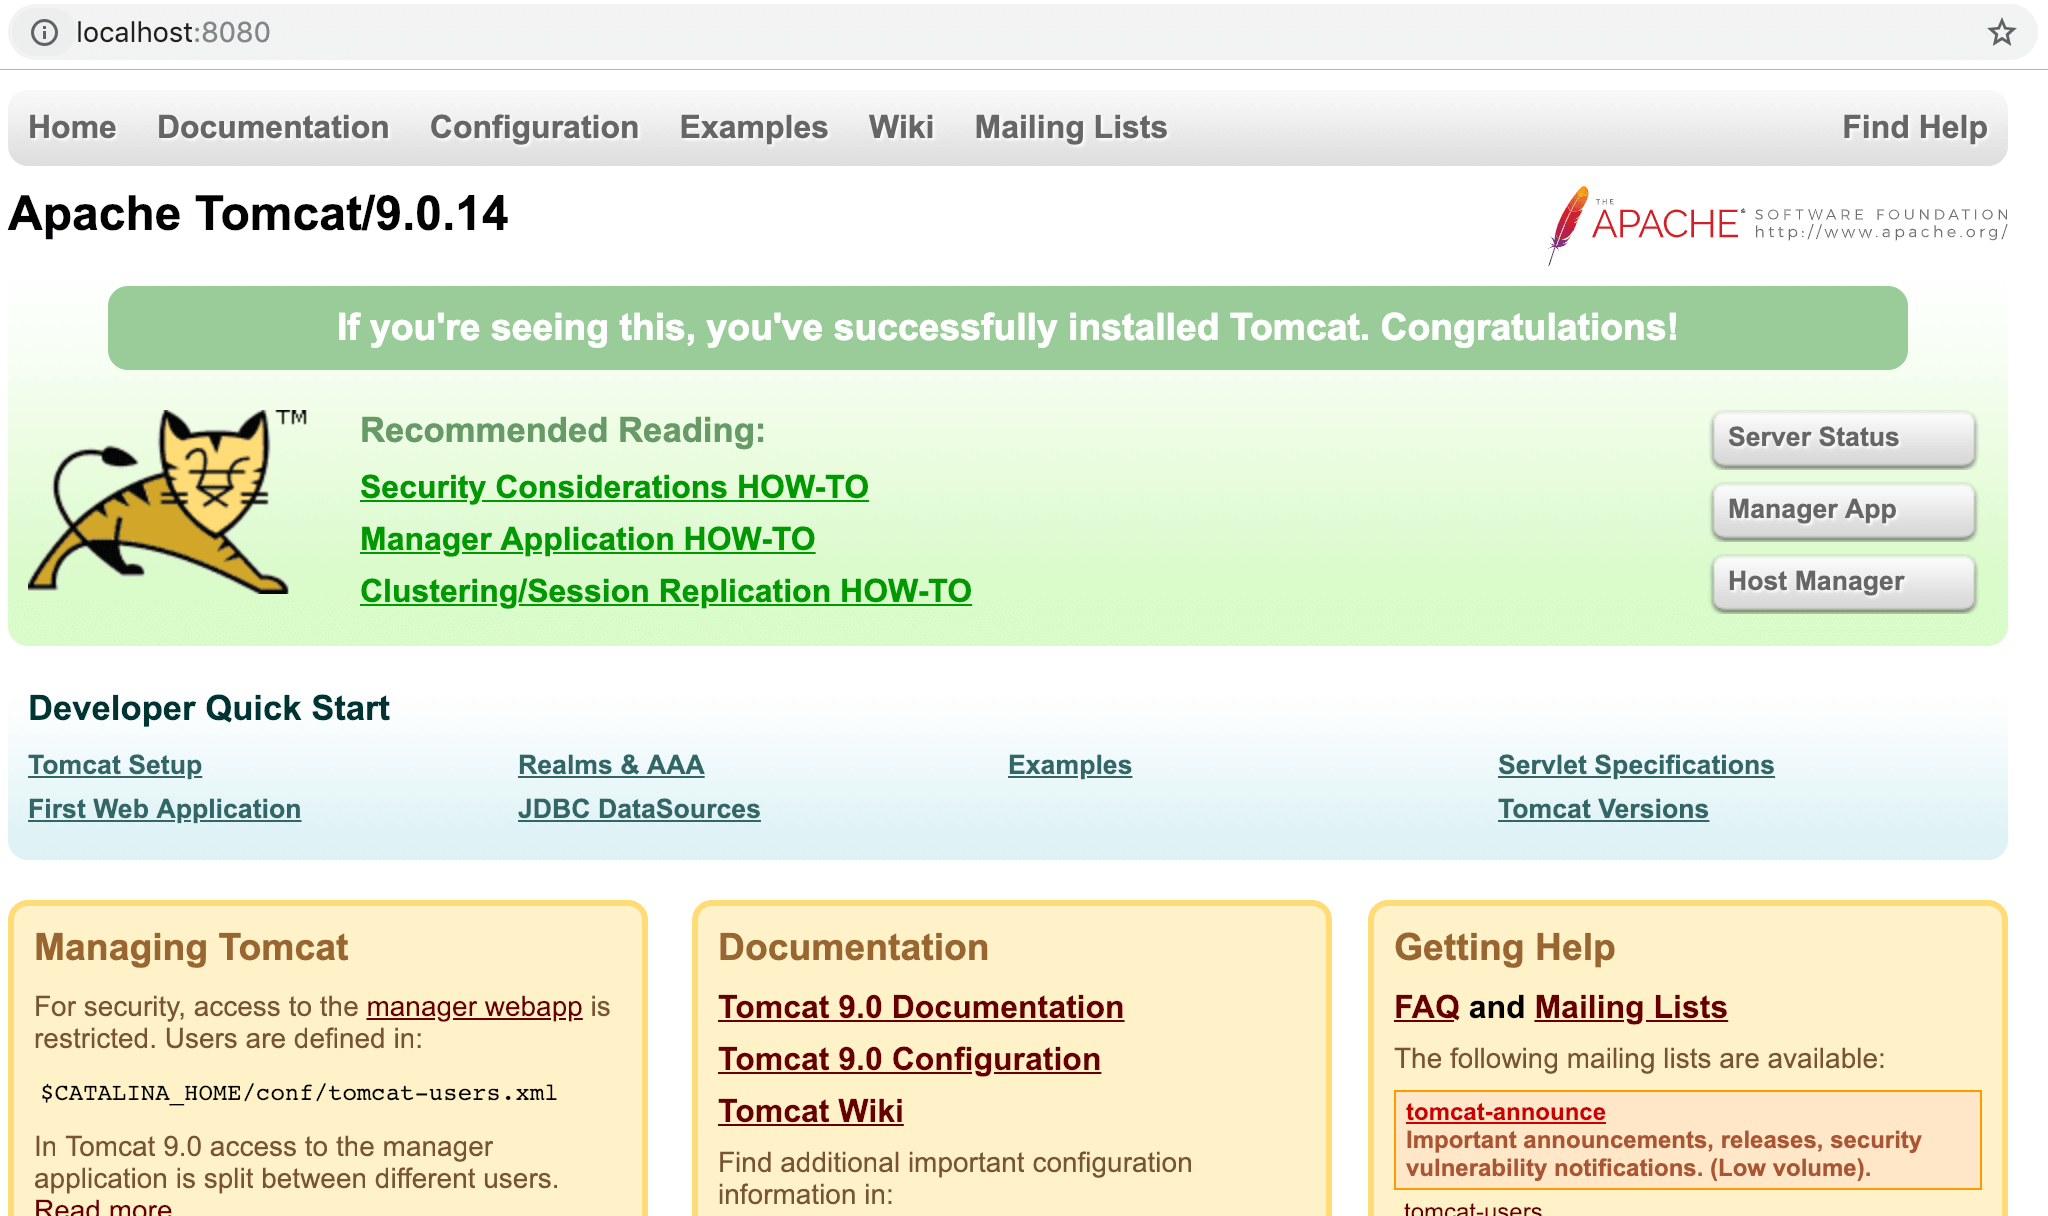 localhost:8080
Home Documentation Configuration Examples Wiki Mailing Lists Find Help
Apache Tomcat/9.0.14
THE APACHE® SOFTWARE FOUNDATION
http://www.apache.org/
If you're seeing this, you've successfully installed Tomcat. Congratulations!
TM
Recommended Reading:
Security Considerations HOW-TO
Manager Application HOW-TO
Clustering/Session Replication HOW-TO
Server Status
Manager App
Host Manager
Developer Quick Start
Tomcat Setup
First Web Application
Realms & AAA
JDBC DataSources
Examples
Servlet Specifications
Tomcat Versions
Managing Tomcat
For security, access to the manager webapp is
restricted. Users are defined in:
$CATALINA_HOME/conf/tomcat-users.xml
In Tomcat 9.0 access to the manager
application is split between different users.
Read more
Documentation
Tomcat 9.0 Documentation
Tomcat 9.0 Configuration
Tomcat Wiki
Find additional important configuration
information in:
Getting Help
FAQ and Mailing Lists
The following mailing lists are available:
tomcat-announce
Important announcements, releases, security
vulnerability notifications. (Low volume).
tomcat-users